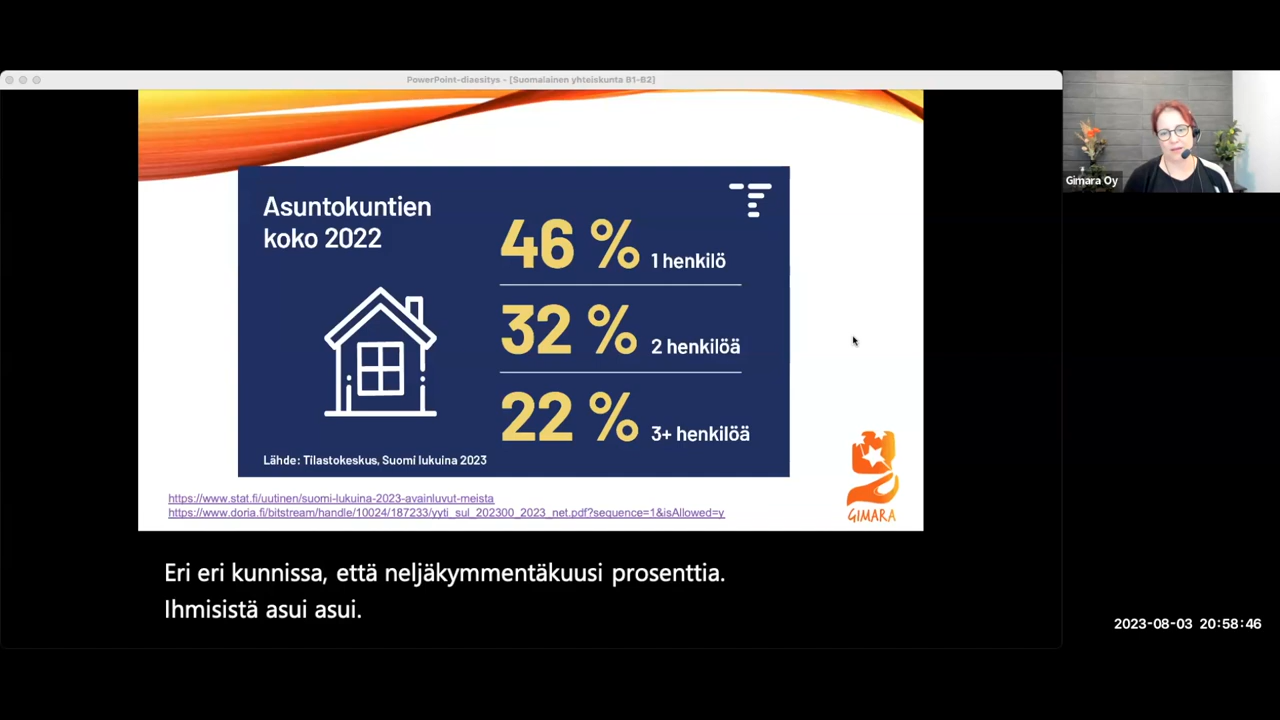 PowerPoint-diaesitys - [Suomalainen yhteiskunta B1-B2]
Gimara Oy
Asuntokuntien
koko 2022
46 % 1 henkilö
32 % 2 henkilöä
22 % 3+ henkilöä
Lähde: Tilastokeskus, Suomi lukuina 2023
https://www.stat.fi/uutinen/suomi-lukuina-2023-avainluvut-meista
https://www.doria.fi/bitstream/handle/10024/187233/yyti_sul_202300_2023_net.pdf?sequence=1&isAllowed=y
GIMARA
Eri eri kunnissa, että neljäkymmentäkuusi prosenttia.
Ihmisistä asui asui.
2023-08-03 20:58:46